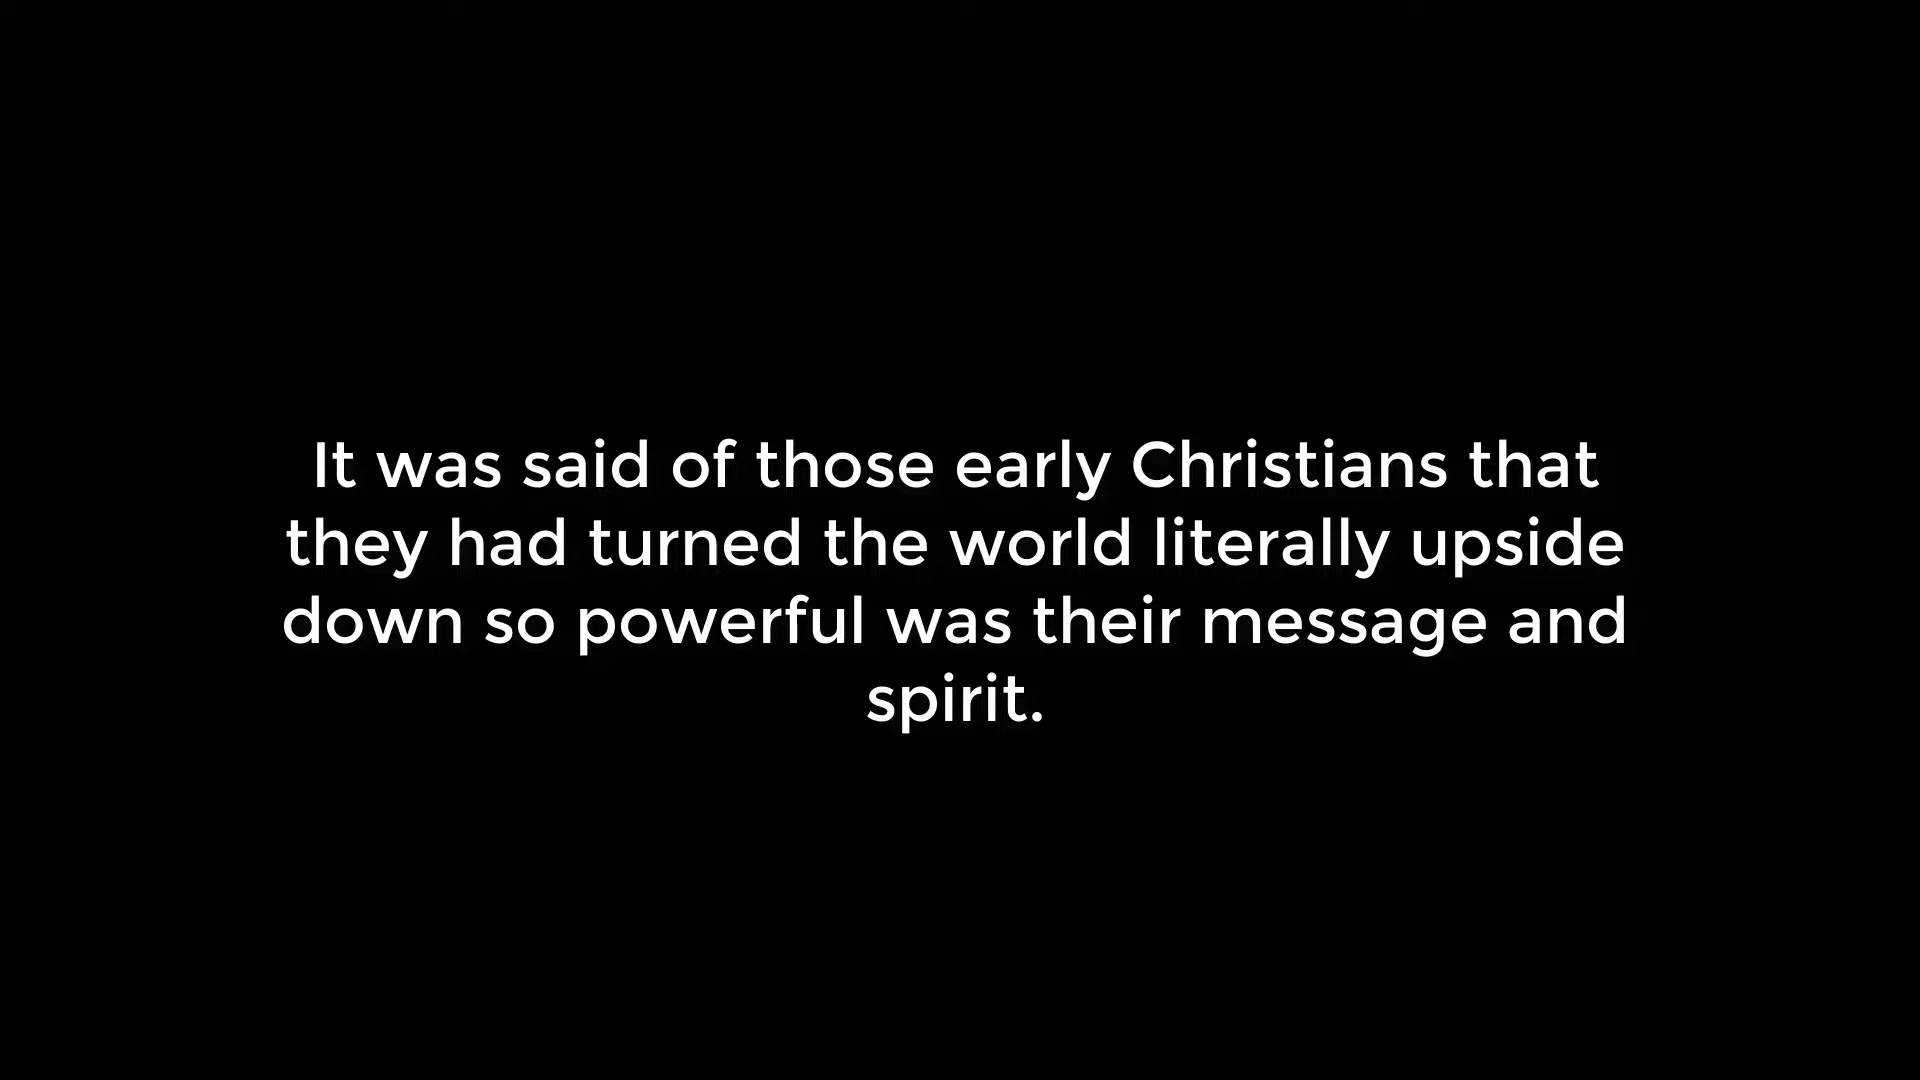 It was said of those early Christians that
they had turned the world literally upside
down so powerful was their message and
spirit.